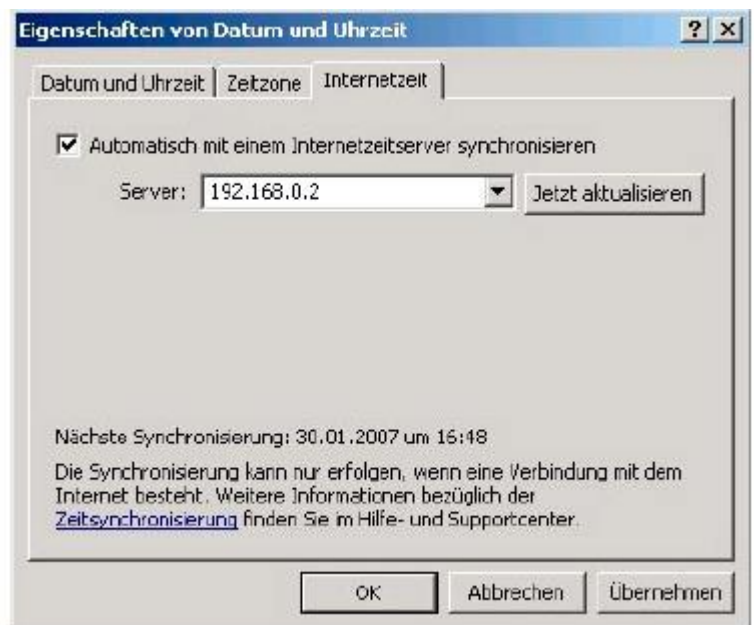 Eigenschaften von Datum und Uhrzeit
Datum und Uhrzeit
Zeitzone
Internetzeit
Automatisch mit einem Internetzeitserver synchronisieren
Server: 192.168.0.2
Jetzt aktualisieren
Nächste Synchronisierung: 30.01.2007 um 16:48
Die Synchronisierung kann nur erfolgen, wenn eine Verbindung mit dem
Internet besteht. Weitere Informationen bezüglich der
Zeitsynchronisierung finden Sie im Hilfe- und Supportcenter.
OK
Abbrechen
Übernehmen